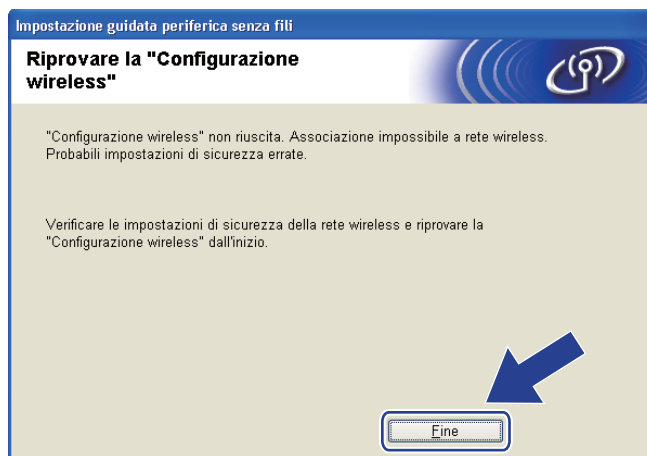 Impostazione guidata periferica senza fili
Riprovare la "Configurazione
wireless"
"Configurazione wireless" non riuscita. Associazione impossibile a rete wireless.
Probabili impostazioni di sicurezza errate.
Verificare le impostazioni di sicurezza della rete wireless e riprovare la
"Configurazione wireless" dall'inizio.
Fine